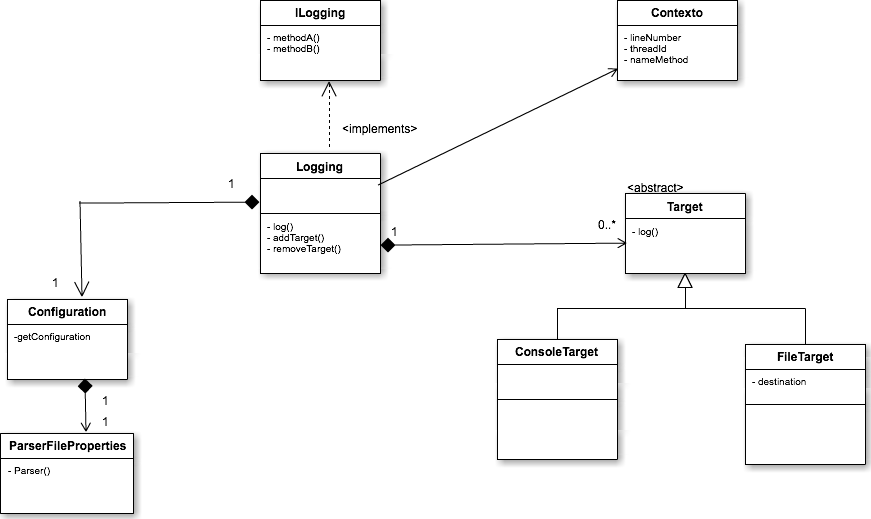 ILogging
- methodA()
- methodB()
Contexto
- lineNumber
- threadId
- nameMethod
<implements>
Logging
- log()
- addTarget()
- removeTarget()
1
1
1
0..*
<abstract>
Target
- log()
Configuration
-getConfiguration
1
1
ParserFileProperties
- Parser()
ConsoleTarget
FileTarget
- destination